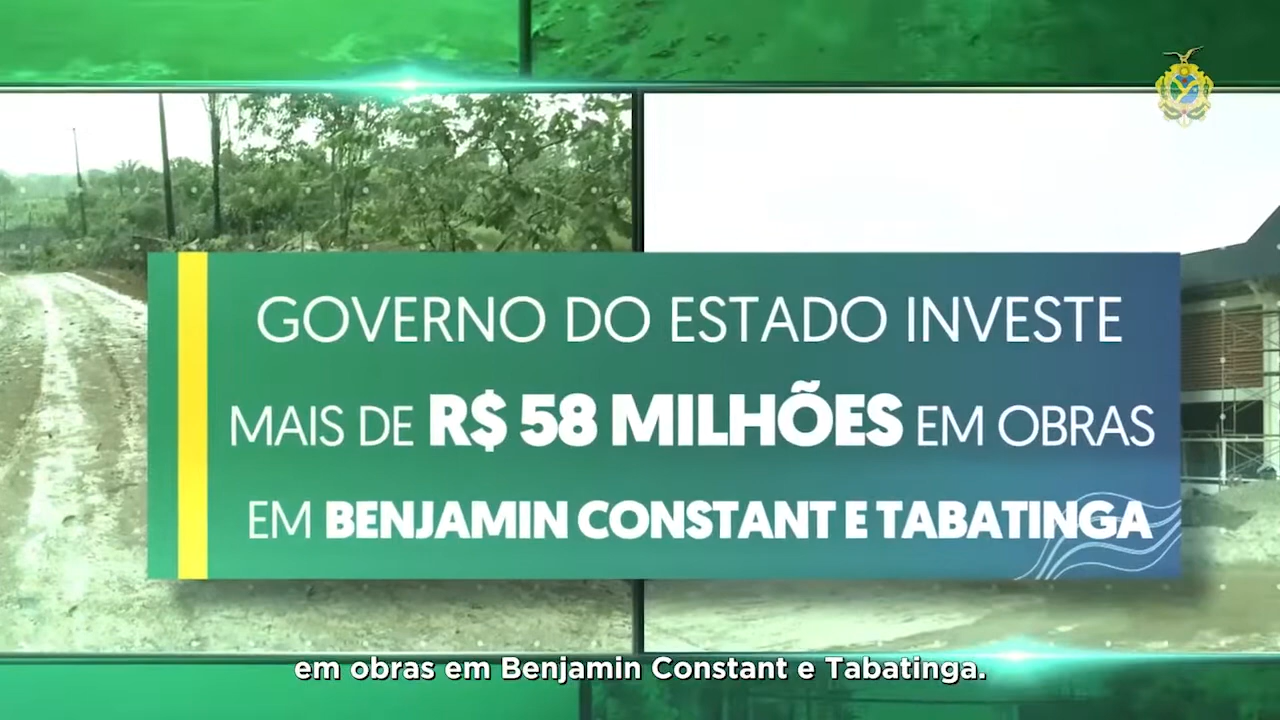 GOVERNO DO ESTADO INVESTE
MAIS DE R$ 58 MILHÕES EM OBRAS
EM BENJAMIN CONSTANT E TABATINGA
em obras em Benjamin Constant e Tabatinga.